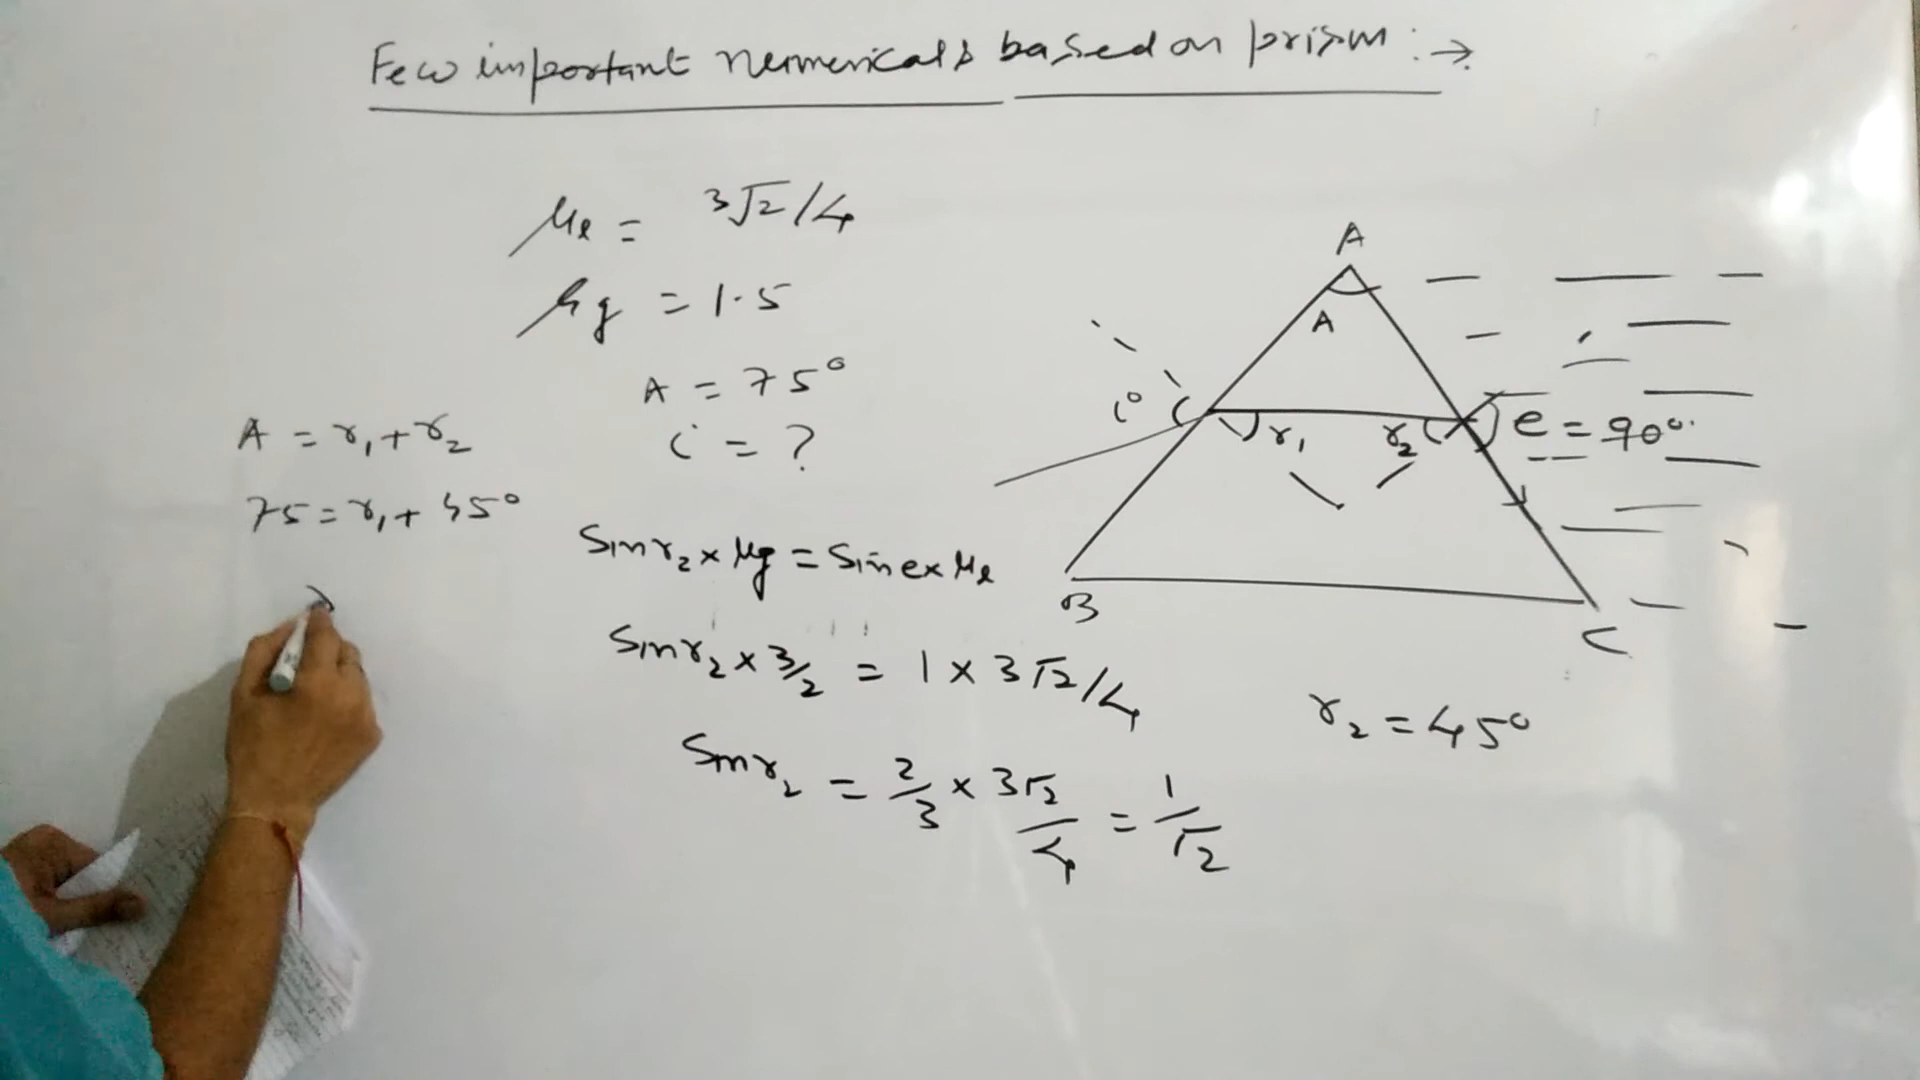 Few important numericals based on prism :→
μℓ = 3√2/4
μg = 1.5
A = 75°
i = ?
A = r₁ + r₂
75 = r₁ + 45°
Sin r₂ × μg = Sin e × μℓ
Sin r₂ × 3/2 = 1 × 3√2/4
Sin r₂ = 2/3 × 3√2/4 = 1/√2
A
A
i°
r₁
r₂
e = 90°
B
C
r₂ = 45°